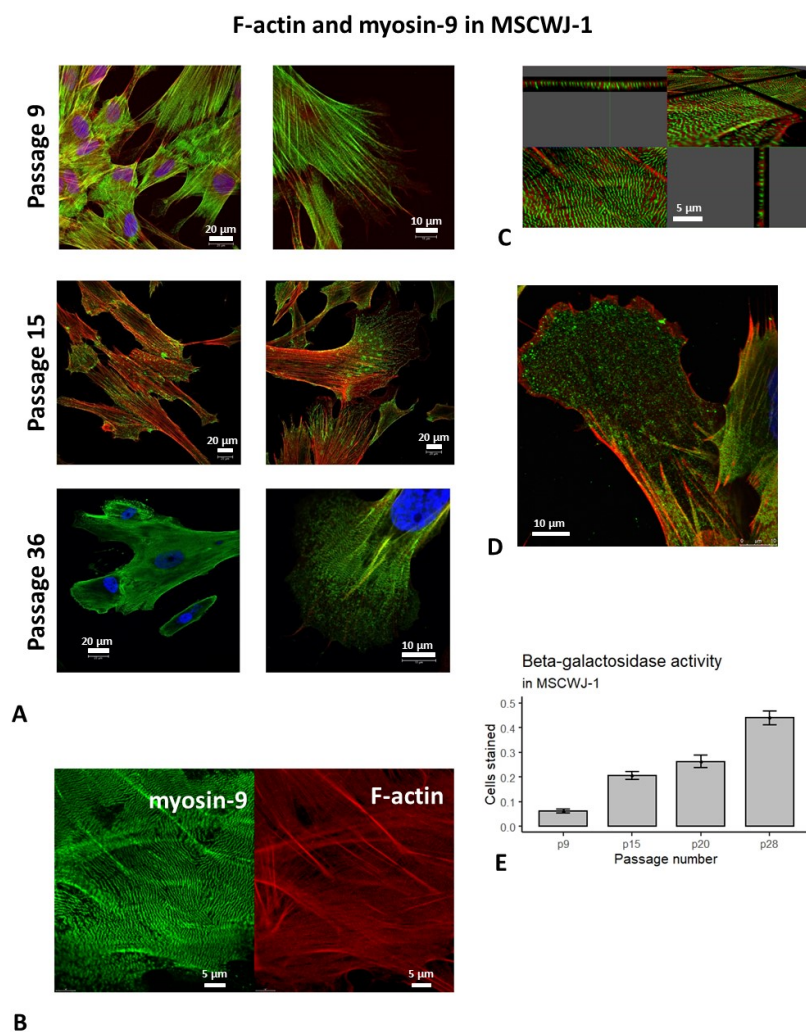 F-actin and myosin-9 in MSCWJ-1
Passage 9
20 μm
10 μm
Passage 15
20 μm
20 μm
Passage 36
20 μm
10 μm
A
myosin-9
F-actin
5 μm
5 μm
B
5 μm
C
10 μm
D
Beta-galactosidase activity
in MSCWJ-1
Cells stained
0.5
0.4
0.3
0.2
0.1
0.0
p9 p15 p20 p28
Passage number
E